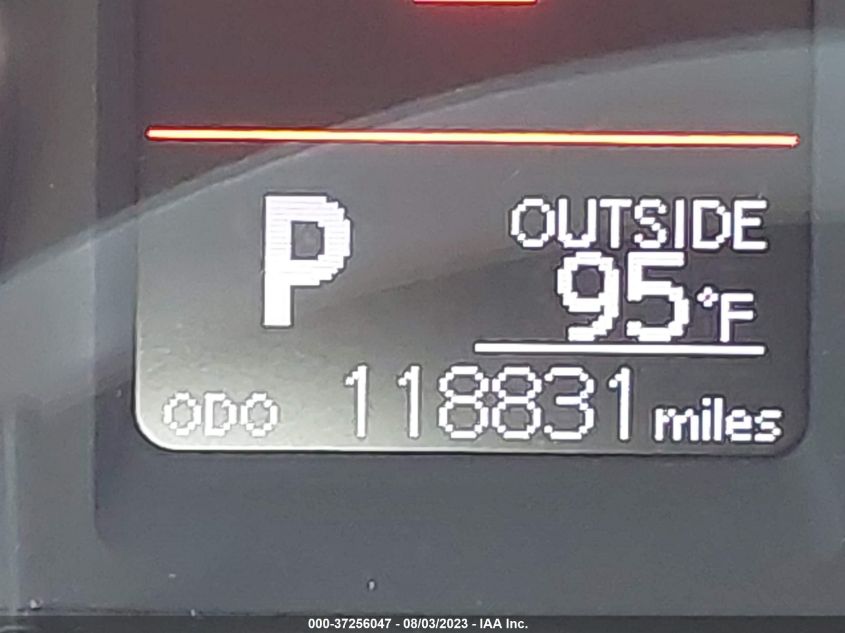 P
OUTSIDE
95°F
ODO 118831 miles
000-37256047 - 08/03/2023 - IAA Inc.